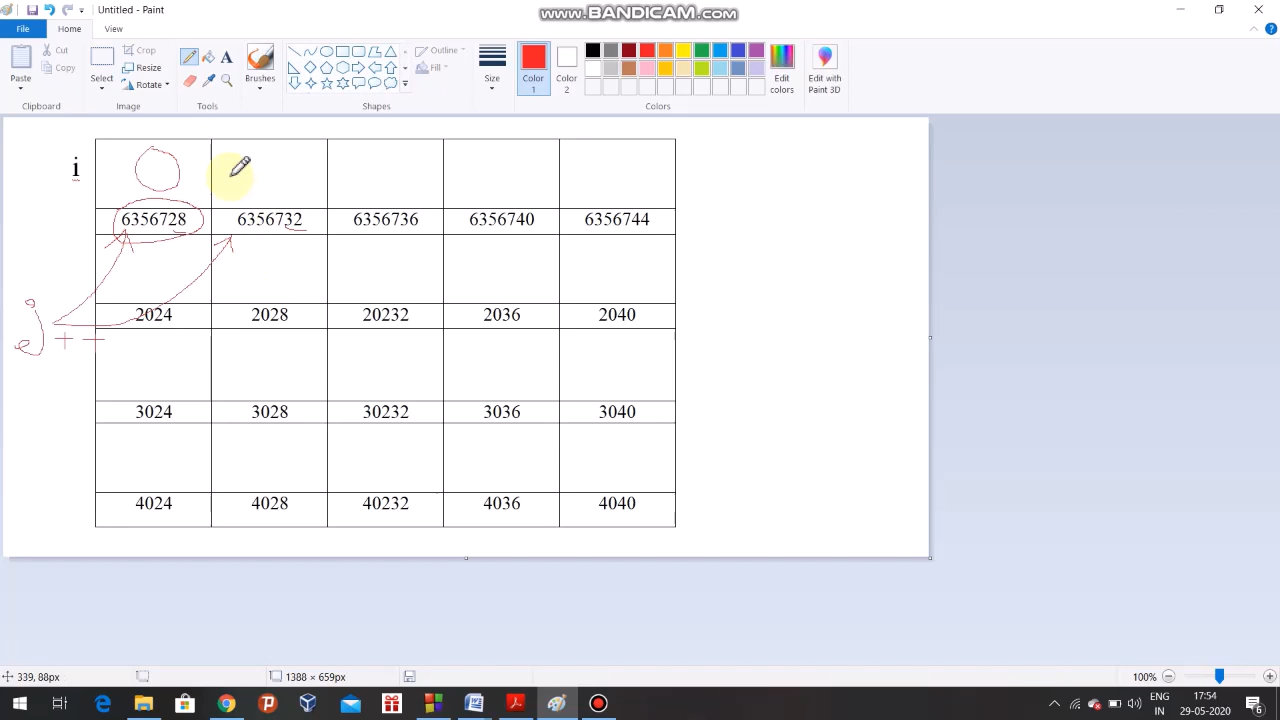 Untitled - Paint
www.BANDICAM.com
File
Home
View
Paste
Cut
Copy
Select
Crop
Resize
Rotate
Brushes
Outline
Fill
Size
Color 1
Color 2
Edit colors
Edit with Paint 3D
Clipboard
Image
Tools
Shapes
Colors
i
6356728 6356732 6356736 6356740 6356744
2024 2028 20232 2036 2040
j++
3024 3028 30232 3036 3040
4024 4028 40232 4036 4040
339, 88px
1388 × 659px
100%
ENG
IN
17:54
29-05-2020
6